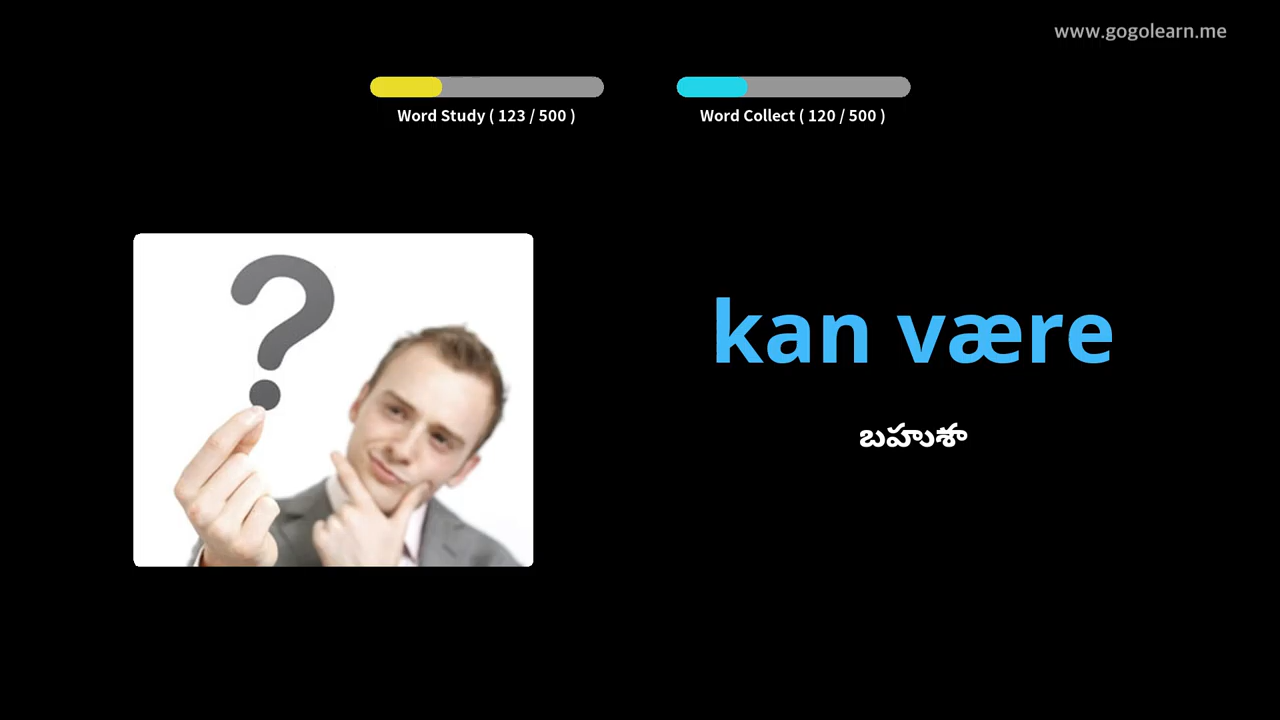 www.gogolearn.me
Word Study ( 123 / 500 )
Word Collect ( 120 / 500 )
?
kan være
బహుశా